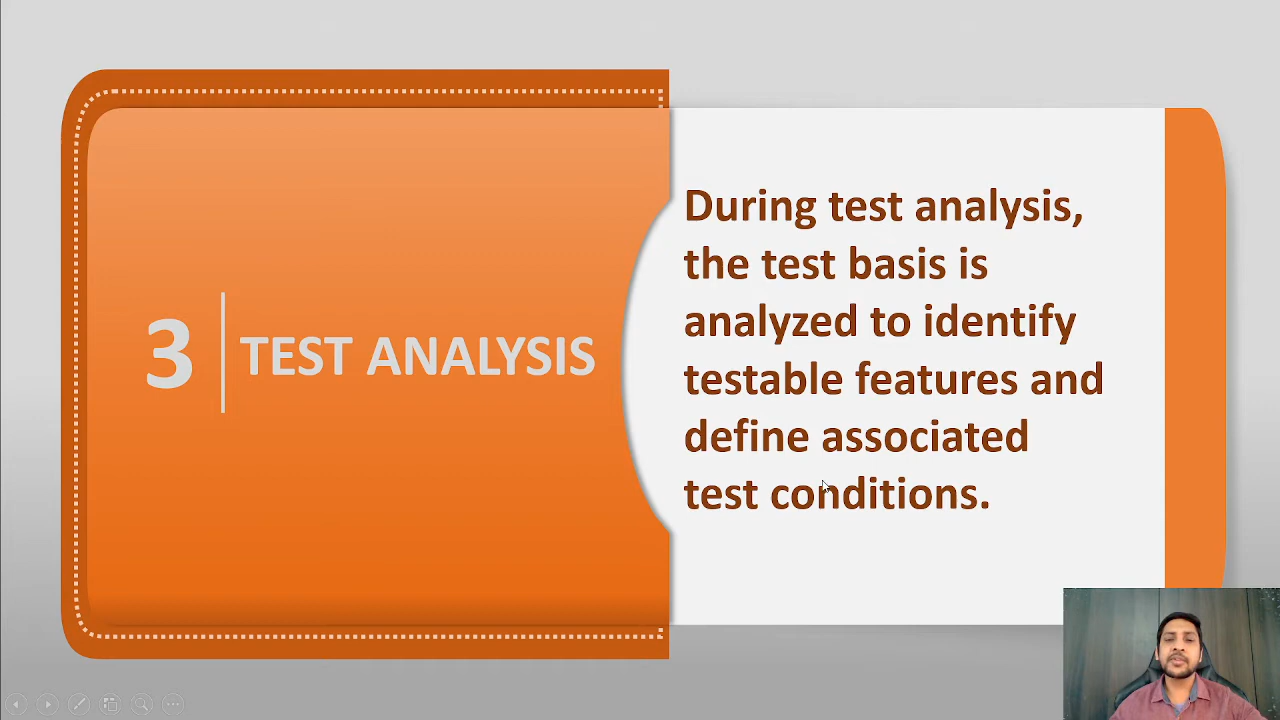 3 TEST ANALYSIS
During test analysis,
the test basis is
analyzed to identify
testable features and
define associated
test conditions.